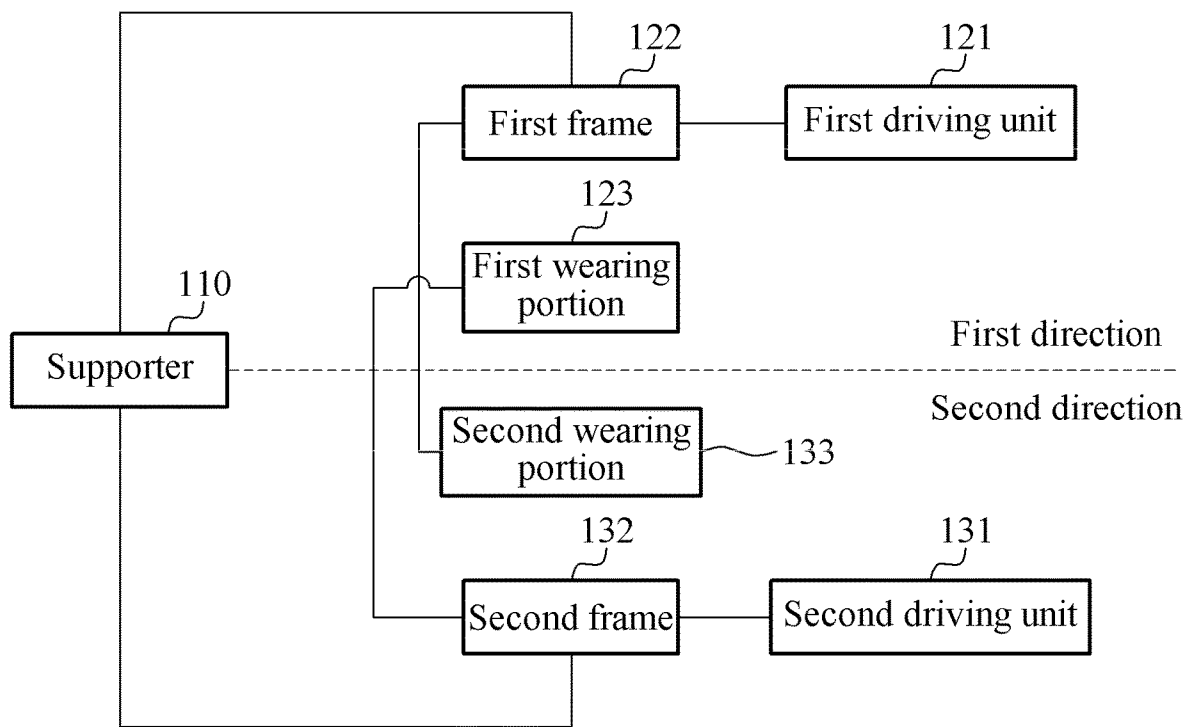 122
121
First frame
First driving unit
123
First wearing
portion
110
Supporter
First direction
Second direction
Second wearing
portion
133
132
131
Second frame
Second driving unit